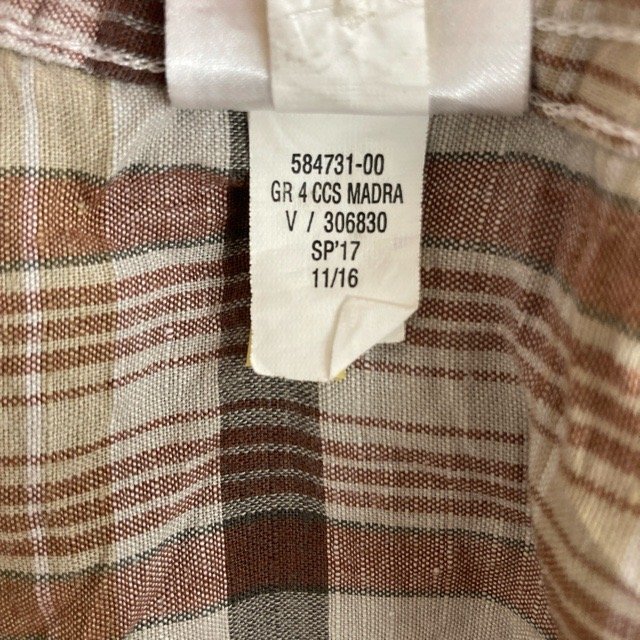 584731-00
GR 4 CCS MADRA
V / 306830
SP'17
11/16